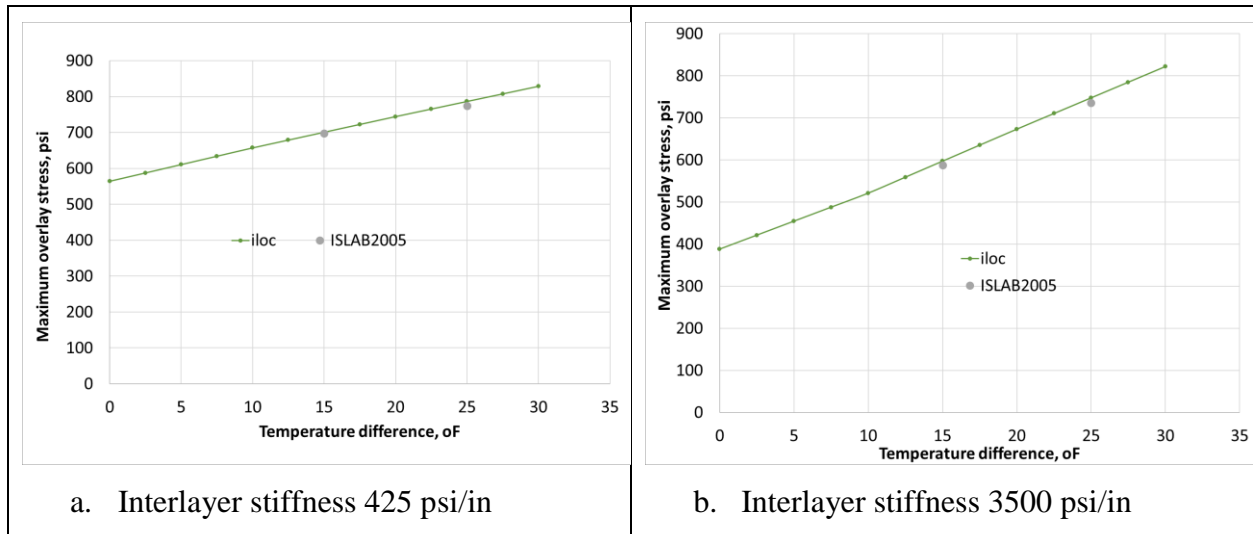 900
800
700
600
500
400
300
200
100
0
Maximum overlay stress, psi
iloc
ISLAB2005
0 5 10 15 20 25 30 35
Temperature difference, oF
a. Interlayer stiffness 425 psi/in
900
800
700
600
500
400
300
200
100
0
Maximum overlay stress, psi
iloc
ISLAB2005
0 5 10 15 20 25 30 35
Temperature difference, oF
b. Interlayer stiffness 3500 psi/in